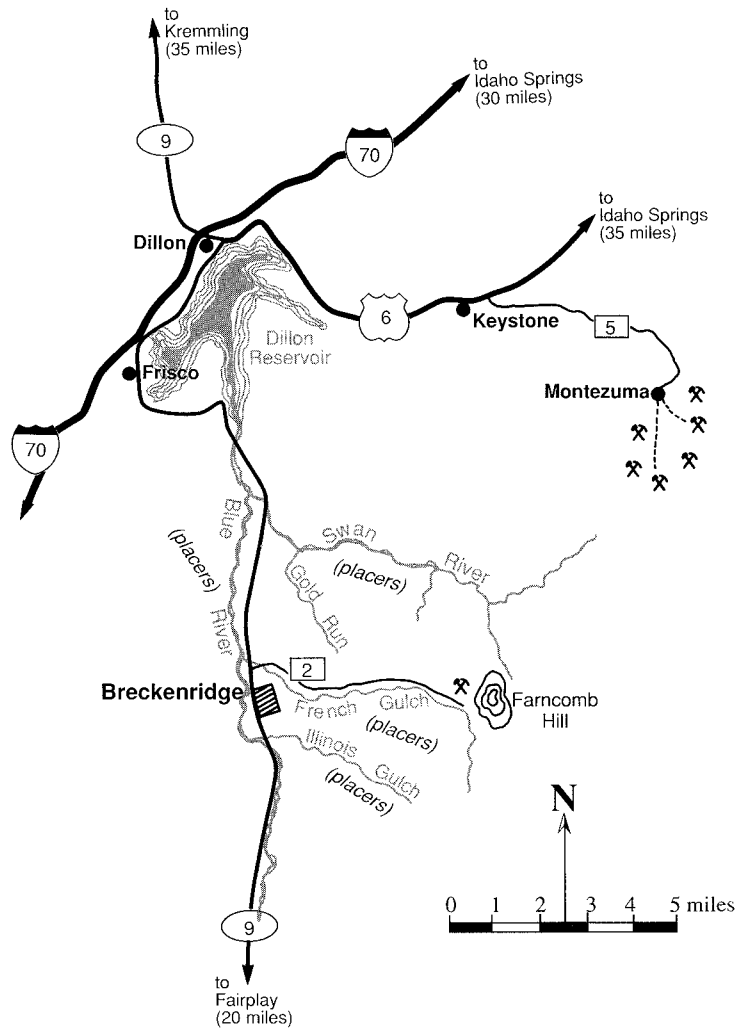 to
Kremmling
(35 miles)
to
Idaho Springs
(30 miles)
9
70
to
Idaho Springs
(35 miles)
Dillon
6
Keystone
5
Dillon
Reservoir
Frisco
Montezuma
70
Blue
River
(placers)
Swan
River
(placers)
Gold
Run
2
Breckenridge
French Gulch
(placers)
Farncomb
Hill
Illinois
Gulch
(placers)
N
0 1 2 3 4 5 miles
9
to
Fairplay
(20 miles)